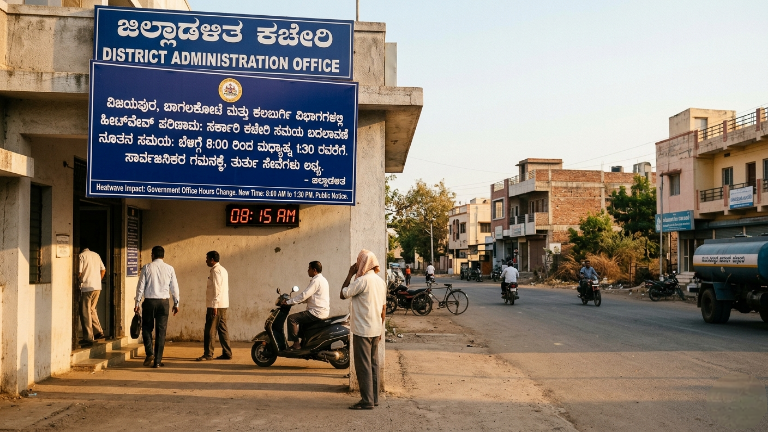 ಜಿಲ್ಲಾಡಳಿತ ಕಚೇರಿ
DISTRICT ADMINISTRATION OFFICE
ವಿಜಯಪುರ, ಬಾಗಲಕೋಟೆ ಮತ್ತು ಕಲಬುರ್ಗಿ ವಿಭಾಗಗಳಲ್ಲಿ
ಹೀಟ್‌ವೇವ್ ಪರಿಣಾಮ: ಸರ್ಕಾರಿ ಕಚೇರಿ ಸಮಯ ಬದಲಾವಣೆ
ನೂತನ ಸಮಯ: ಬೆಳಿಗ್ಗೆ 8:00 ರಿಂದ ಮಧ್ಯಾಹ್ನ 1:30 ರವರೆಗೆ.
ಸಾರ್ವಜನಿಕರ ಗಮನಕ್ಕೆ, ತುರ್ತು ಸೇವೆಗಳು ಲಭ್ಯ.
- ಜಿಲ್ಲಾಡಳಿತ
Heatwave Impact: Government Office Hours Change. New Time: 8:00 AM to 1:30 PM. Public Notice.
08:15 AM